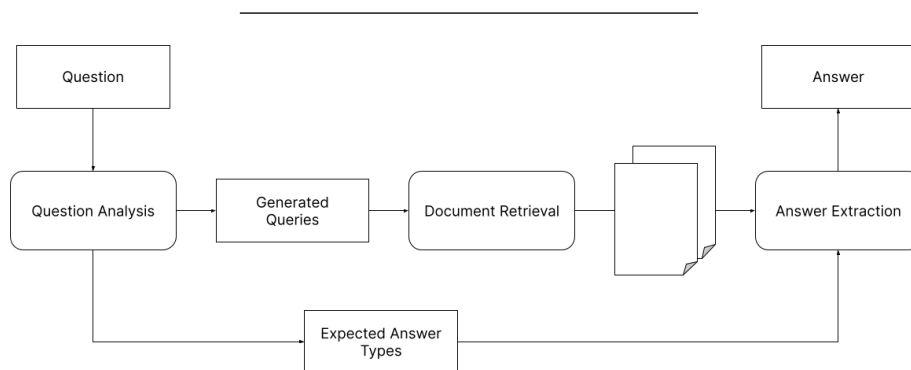 Question
Answer
Question Analysis
Generated
Queries
Document Retrieval
Answer Extraction
Expected Answer
Types